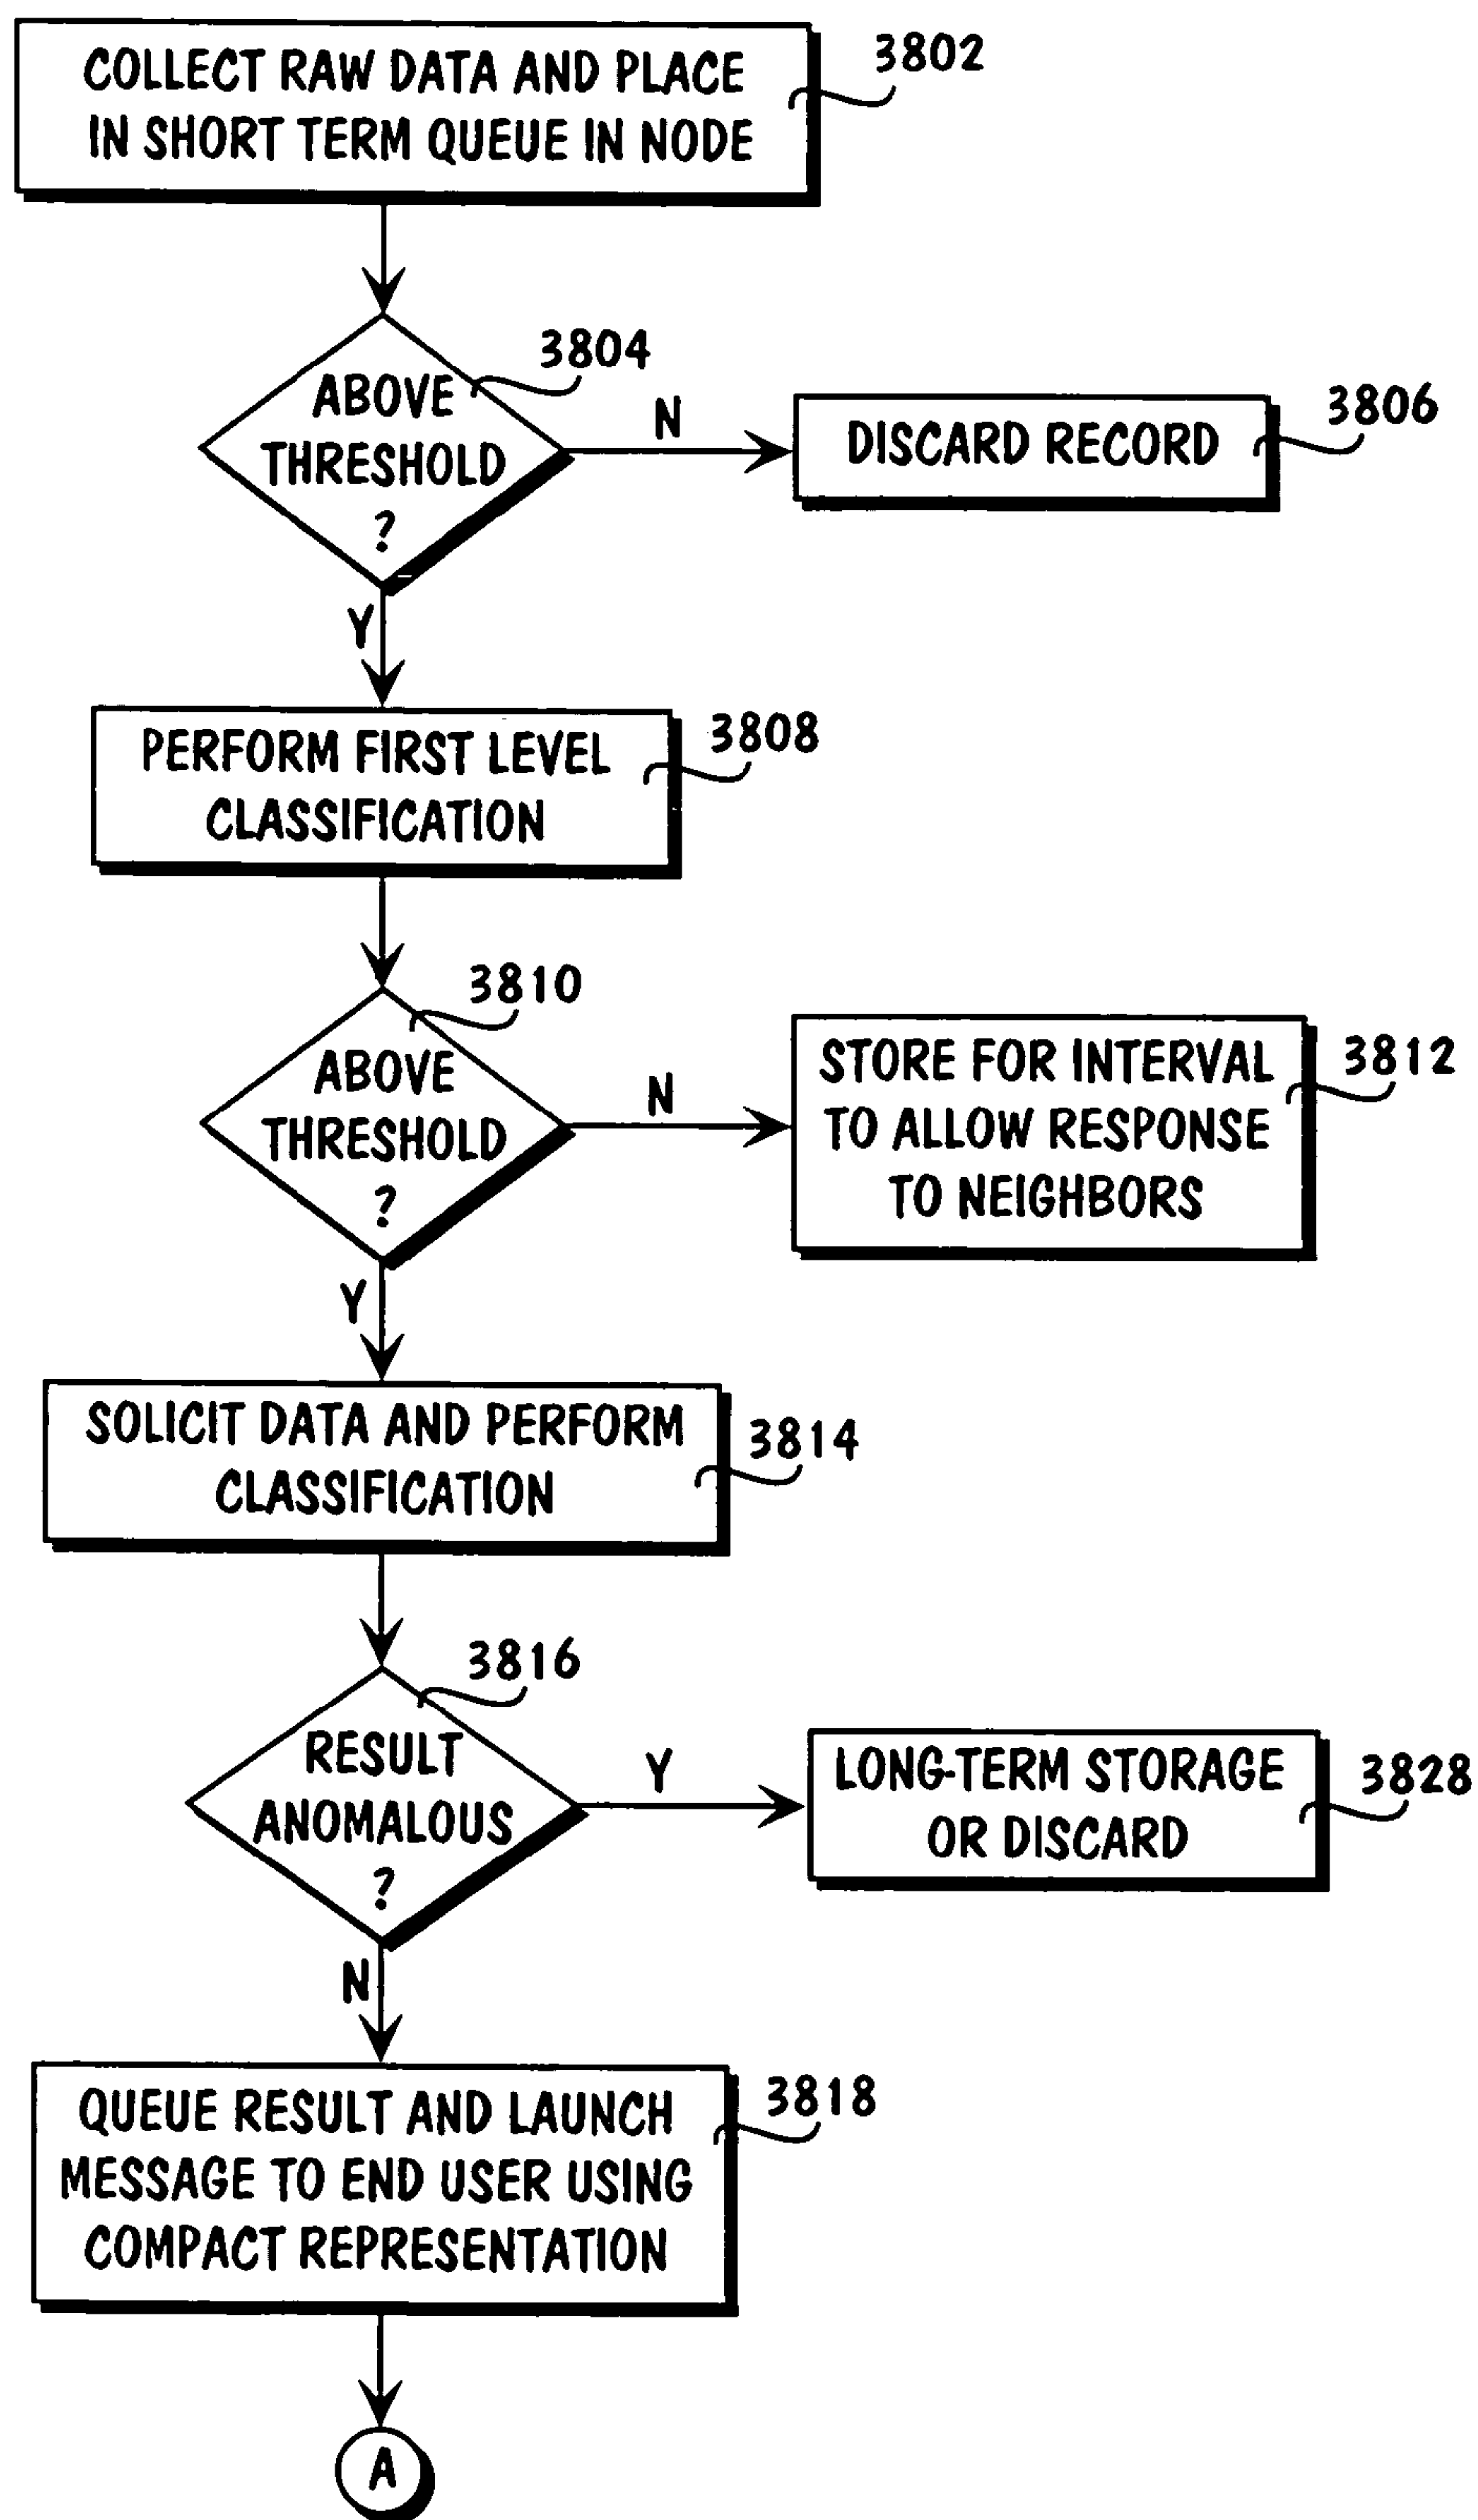 COLLECT RAW DATA AND PLACE
IN SHORT TERM QUEUE IN NODE
3802
3804
ABOVE
THRESHOLD
?
N
DISCARD RECORD
3806
Y
PERFORM FIRST LEVEL
CLASSIFICATION
3808
3810
ABOVE
THRESHOLD
?
N
STORE FOR INTERVAL
TO ALLOW RESPONSE
TO NEIGHBORS
3812
Y
SOLICIT DATA AND PERFORM
CLASSIFICATION
3814
3816
RESULT
ANOMALOUS
?
Y
LONG-TERM STORAGE
OR DISCARD
3828
N
QUEUE RESULT AND LAUNCH
MESSAGE TO END USER USING
COMPACT REPRESENTATION
3818
A